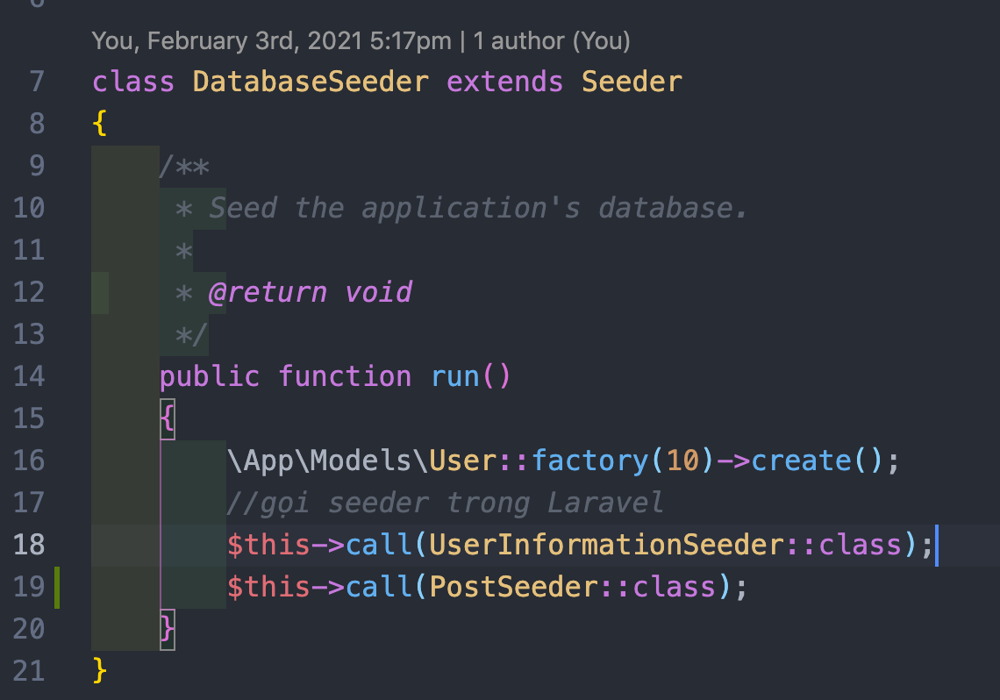 You, February 3rd, 2021 5:17pm | 1 author (You)
7 class DatabaseSeeder extends Seeder
8 {
9     /**
10      * Seed the application's database.
11      *
12      * @return void
13      */
14     public function run()
15     {
16         \App\Models\User::factory(10)->create();
17         //gọi seeder trong Laravel
18         $this->call(UserInformationSeeder::class);
19         $this->call(PostSeeder::class);
20     }
21 }